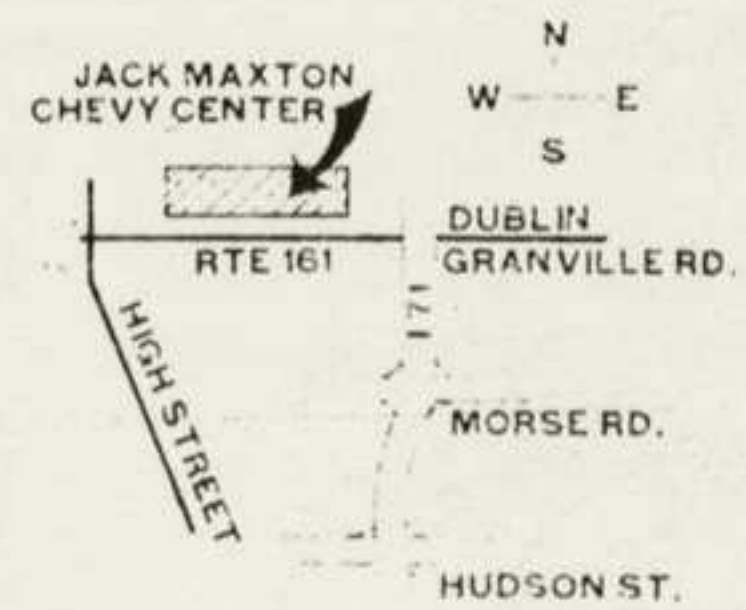 N
JACK MAXTON
CHEVY CENTER
W E
S
DUBLIN
RTE 161
GRANVILLE RD.
I 71
HIGH STREET
MORSE RD.
HUDSON ST.